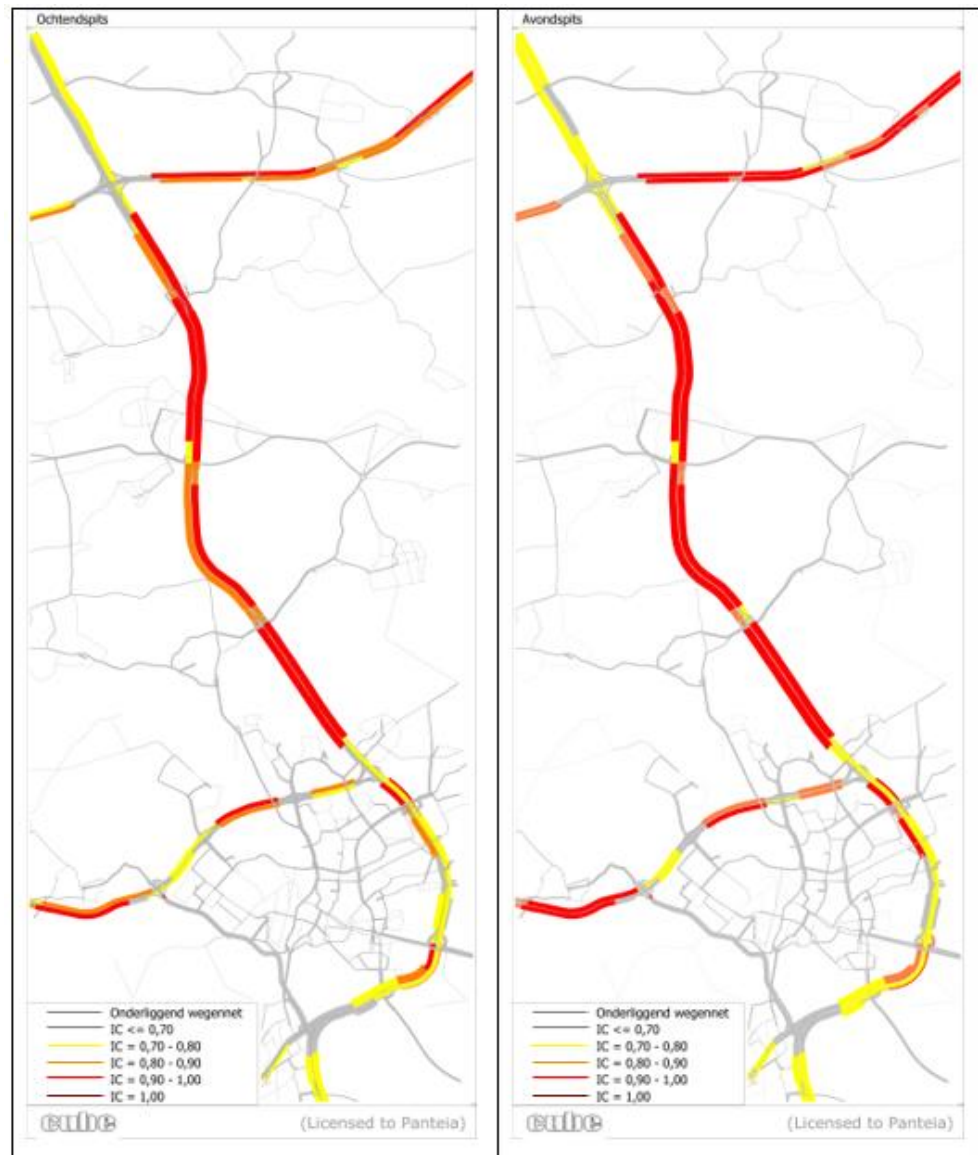 Ochtendspits
Onderliggend wegennet
IC <= 0,70
IC = 0,70 - 0,80
IC = 0,80 - 0,90
IC = 0,90 - 1,00
IC = 1,00
cube
(Licensed to Panteia)
Avondspits
Onderliggend wegennet
IC <= 0,70
IC = 0,70 - 0,80
IC = 0,80 - 0,90
IC = 0,90 - 1,00
IC = 1,00
cube
(Licensed to Panteia)